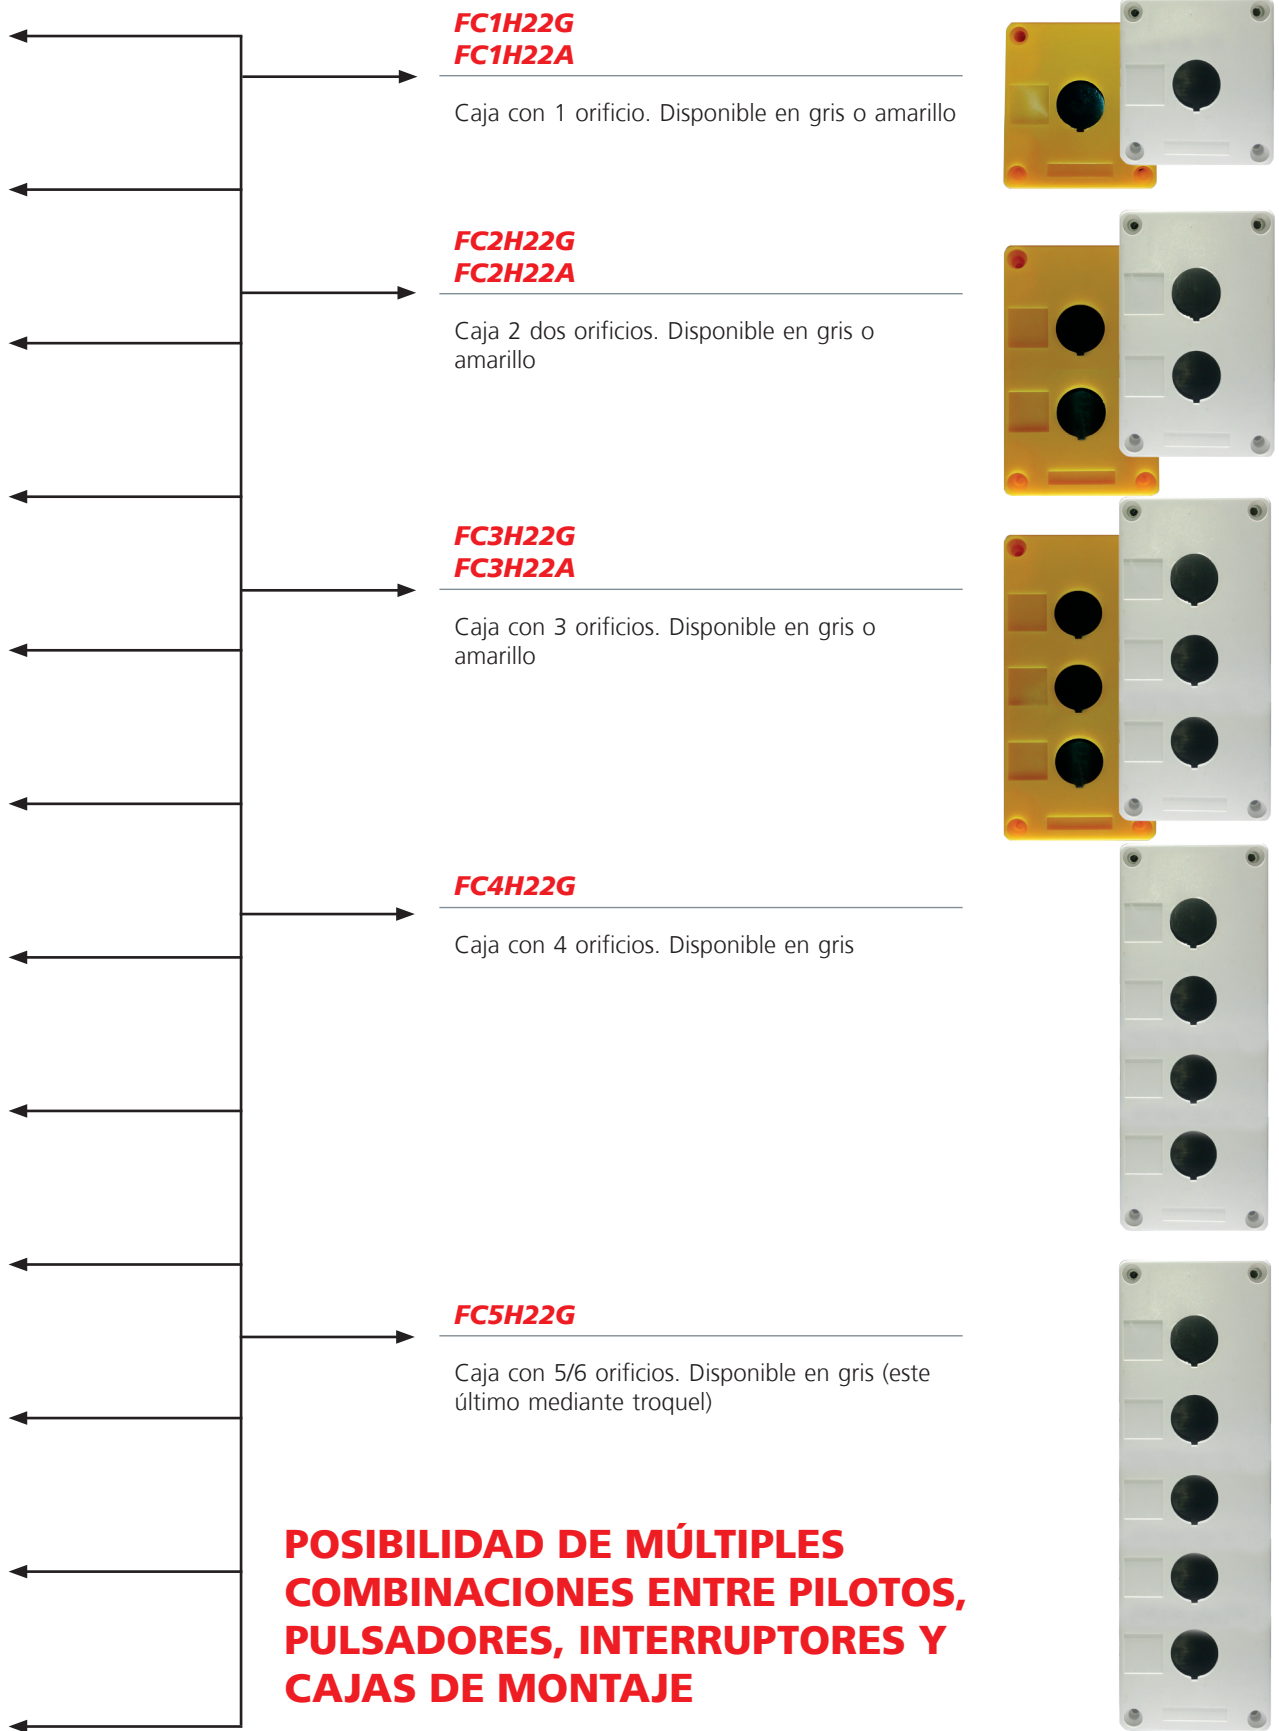 FC1H22G
FC1H22A
Caja con 1 orificio. Disponible en gris o amarillo
FC2H22G
FC2H22A
Caja 2 dos orificios. Disponible en gris o
amarillo
FC3H22G
FC3H22A
Caja con 3 orificios. Disponible en gris o
amarillo
FC4H22G
Caja con 4 orificios. Disponible en gris
FC5H22G
Caja con 5/6 orificios. Disponible en gris (este
último mediante troquel)
POSIBILIDAD DE MÚLTIPLES
COMBINACIONES ENTRE PILOTOS,
PULSADORES, INTERRUPTORES Y
CAJAS DE MONTAJE